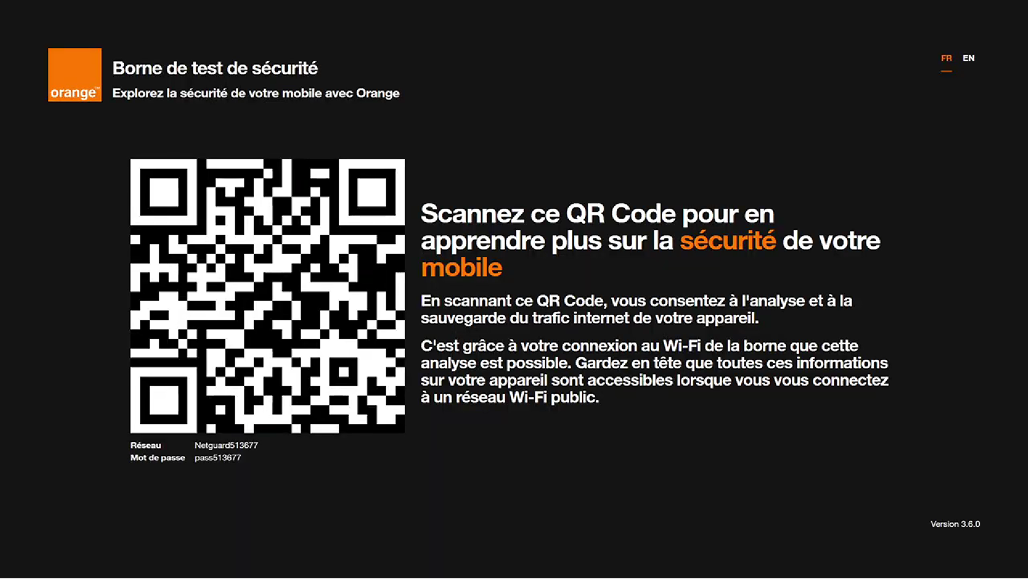 orange™
Borne de test de sécurité
Explorez la sécurité de votre mobile avec Orange
FR EN
Scannez ce QR Code pour en
apprendre plus sur la sécurité de votre
mobile
En scannant ce QR Code, vous consentez à l'analyse et à la
sauvegarde du trafic internet de votre appareil.
C'est grâce à votre connexion au Wi-Fi de la borne que cette
analyse est possible. Gardez en tête que toutes ces informations
sur votre appareil sont accessibles lorsque vous vous connectez
à un réseau Wi-Fi public.
Réseau Netguard513677
Mot de passe pass513677
Version 3.6.0